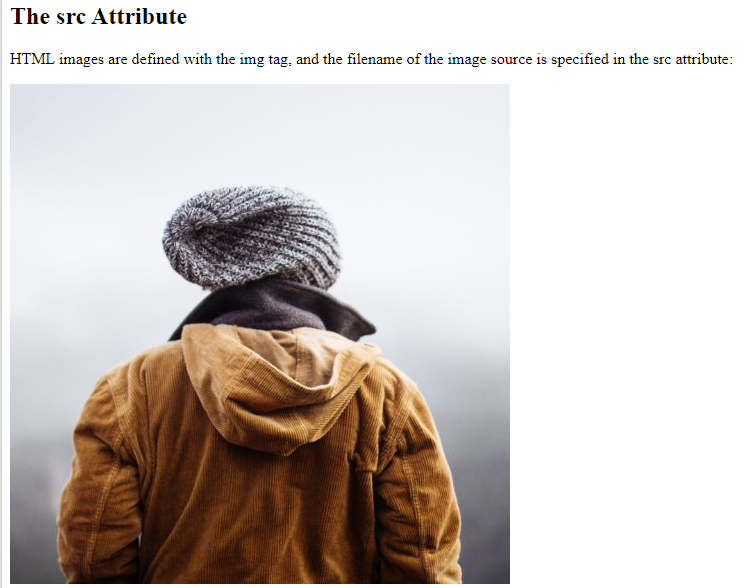 The src Attribute
HTML images are defined with the img tag, and the filename of the image source is specified in the src attribute: